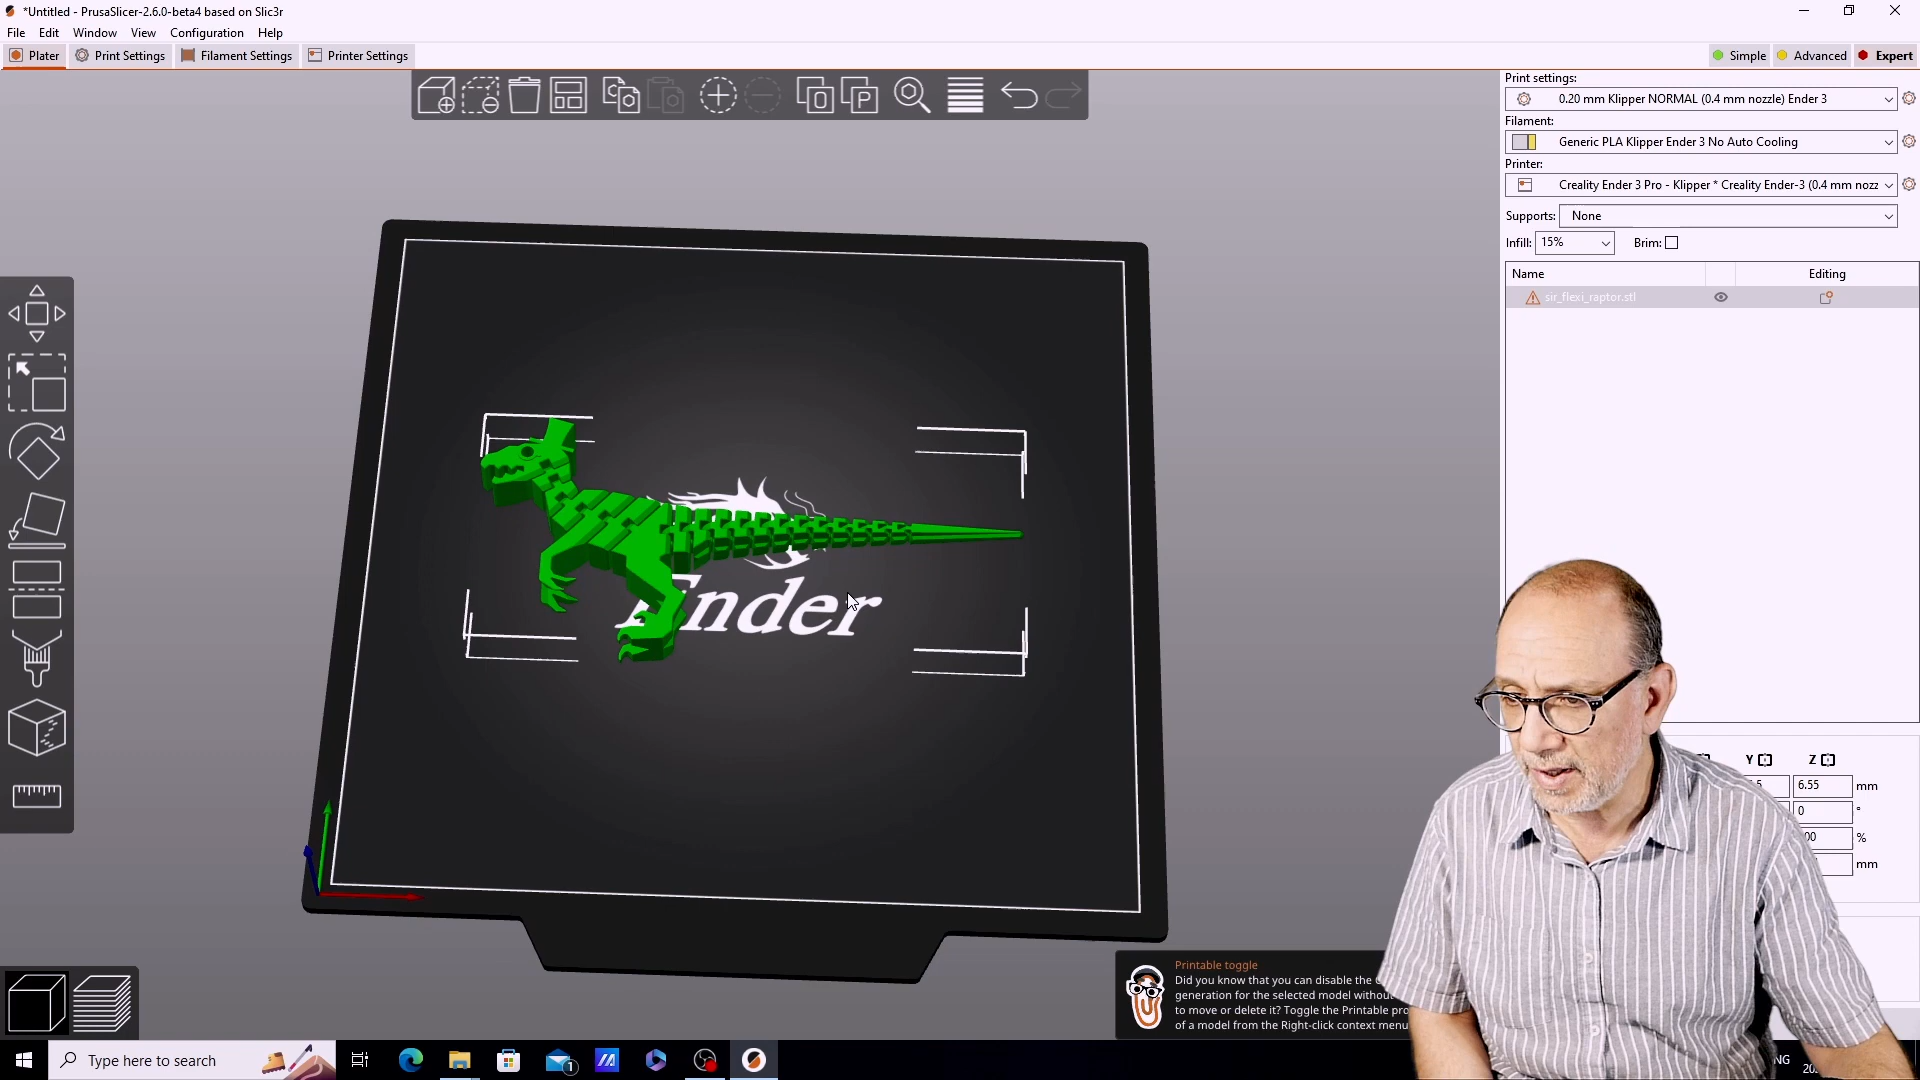 *Untitled - PrusaSlicer-2.6.0-beta4 based on Slic3r
File Edit Window View Configuration Help
Plater Print Settings Filament Settings Printer Settings Simple Advanced Expert
Print settings:
0.20 mm Klipper NORMAL (0.4 mm nozzle) Ender 3
Filament:
Generic PLA Klipper Ender 3 No Auto Cooling
Printer:
Creality Ender 3 Pro - Klipper * Creality Ender-3 (0.4 mm nozz
Supports: None
Infill: 15% Brim:
Name Editing
sir_flexi_raptor.stl
Ender
Y Z
6.55 mm
0 °
%
mm
Printable toggle
Did you know that you can disable the
generation for the selected model without
to move or delete it? Toggle the Printable
of a model from the Right-click context menu
Type here to search
1